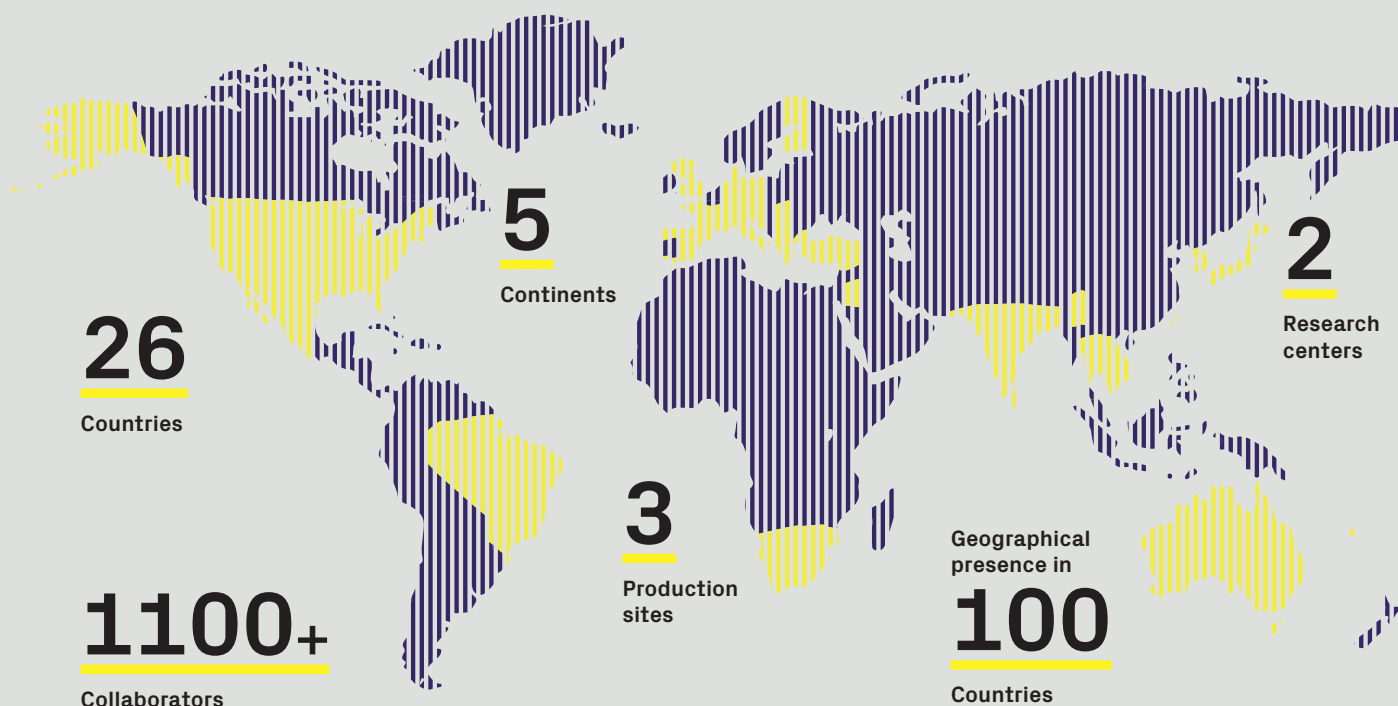 5
Continents
2
Research
centers
26
Countries
3
Production
sites
Geographical
presence in
100
Countries
1100+
Collaborators